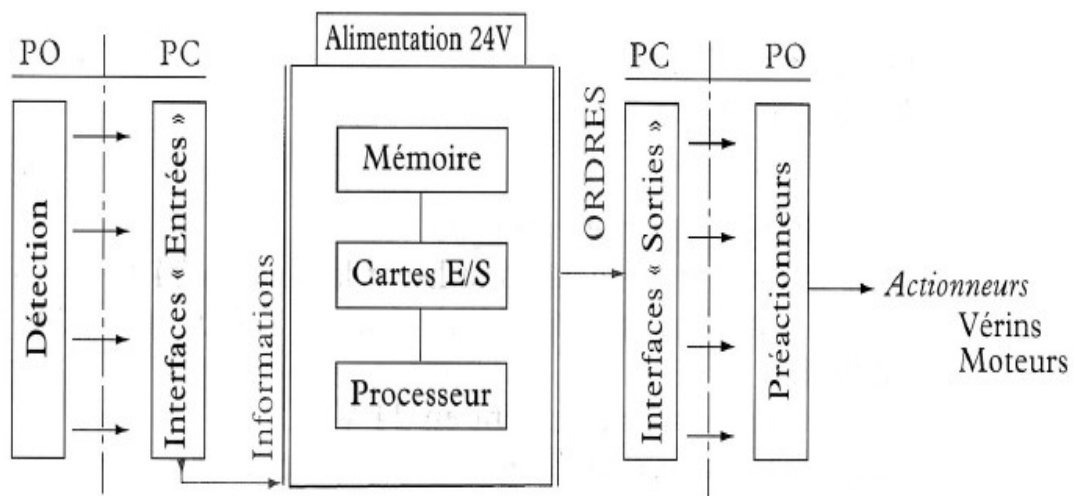 PO
PC
Détection
Interfaces « Entrées »
Informations
Alimentation 24V
Mémoire
Cartes E/S
Processeur
ORDRES
PC
PO
Interfaces « Sorties »
Préactionneurs
Actionneurs
Vérins
Moteurs